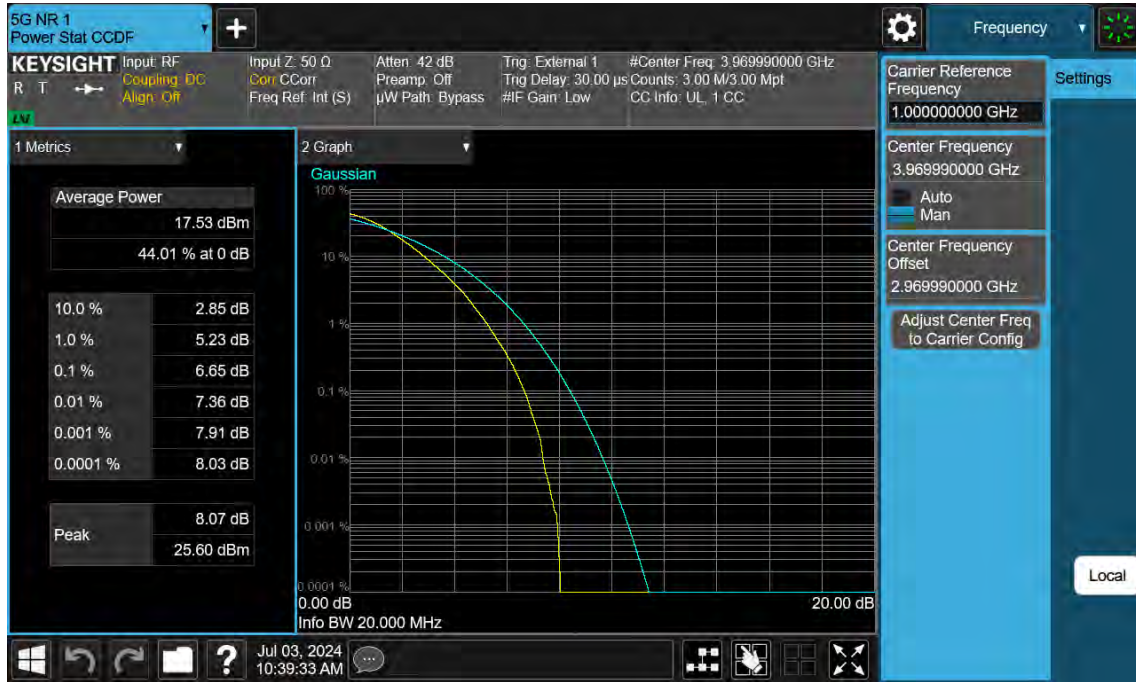 5G NR 1
Power Stat CCDF
+
Frequency
KEYSIGHT
R T
LXI
Input: RF
Coupling: DC
Align: Off
Input Z: 50 Ω
Corr CCorr
Freq Ref: Int (S)
Atten: 42 dB
Preamp: Off
µW Path: Bypass
Trig: External 1
Trig Delay: 30.00 µs
#IF Gain: Low
#Center Freq: 3.969990000 GHz
Counts: 3.00 M/3.00 Mpt
CC Info: UL, 1 CC
1 Metrics
Average Power
17.53 dBm
44.01 % at 0 dB
10.0 % 2.85 dB
1.0 % 5.23 dB
0.1 % 6.65 dB
0.01 % 7.36 dB
0.001 % 7.91 dB
0.0001 % 8.03 dB
Peak
8.07 dB
25.60 dBm
2 Graph
Gaussian
100 %
10 %
1 %
0.1 %
0.01 %
0.001 %
0.0001 %
0.00 dB 20.00 dB
Info BW 20.000 MHz
Carrier Reference
Frequency
1.000000000 GHz
Center Frequency
3.969990000 GHz
Auto
Man
Center Frequency
Offset
2.969990000 GHz
Adjust Center Freq
to Carrier Config
Settings
Local
?
Jul 03, 2024
10:39:33 AM